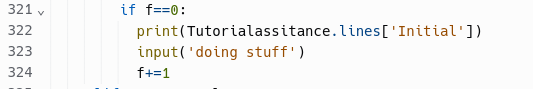 321 if f==0:
322 print(Tutorialassitance.lines['Initial'])
323 input('doing stuff')
324 f+=1